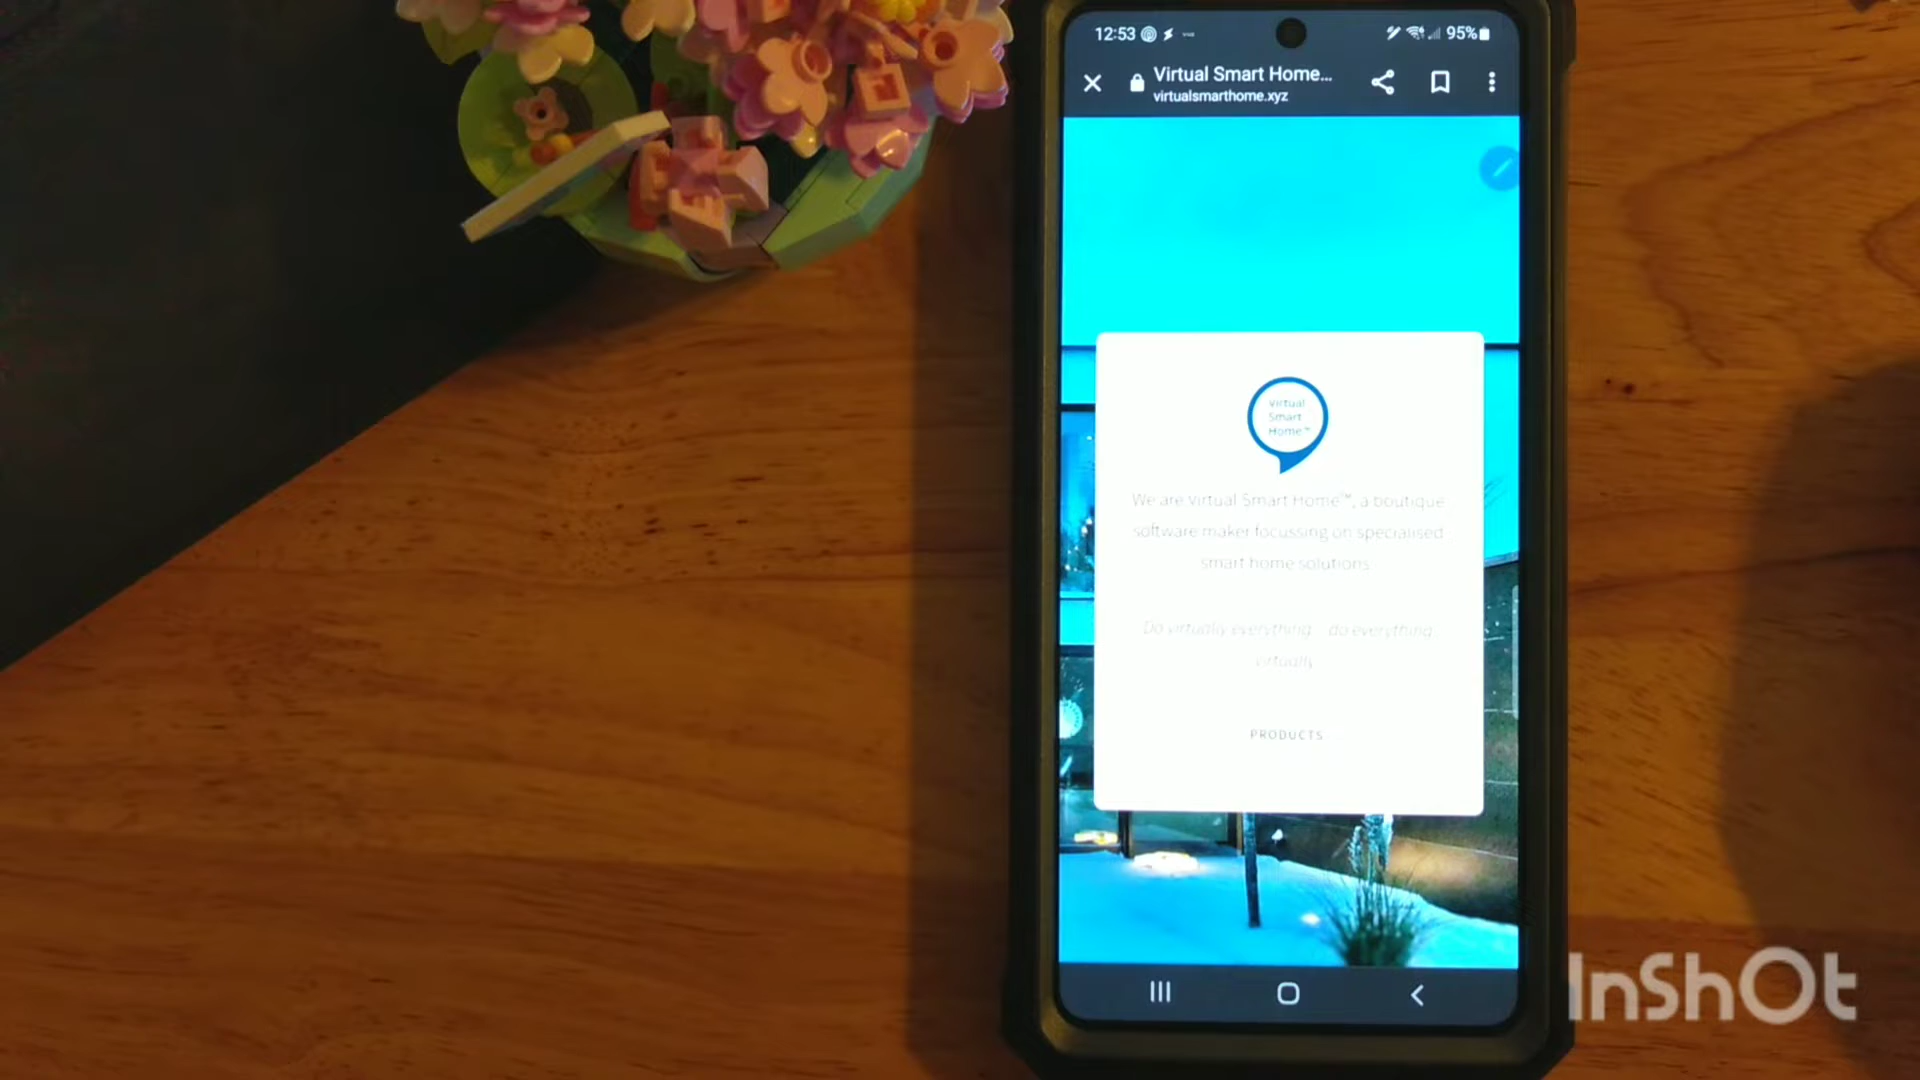 12:53
95%
Virtual Smart Home...
virtualsmarthome.xyz
Virtual
Smart
Home™
We are Virtual Smart Home™, a boutique
software maker focussing on specialised
smart home solutions.
Do virtually everything... do everything
virtually.
PRODUCTS
InShOt